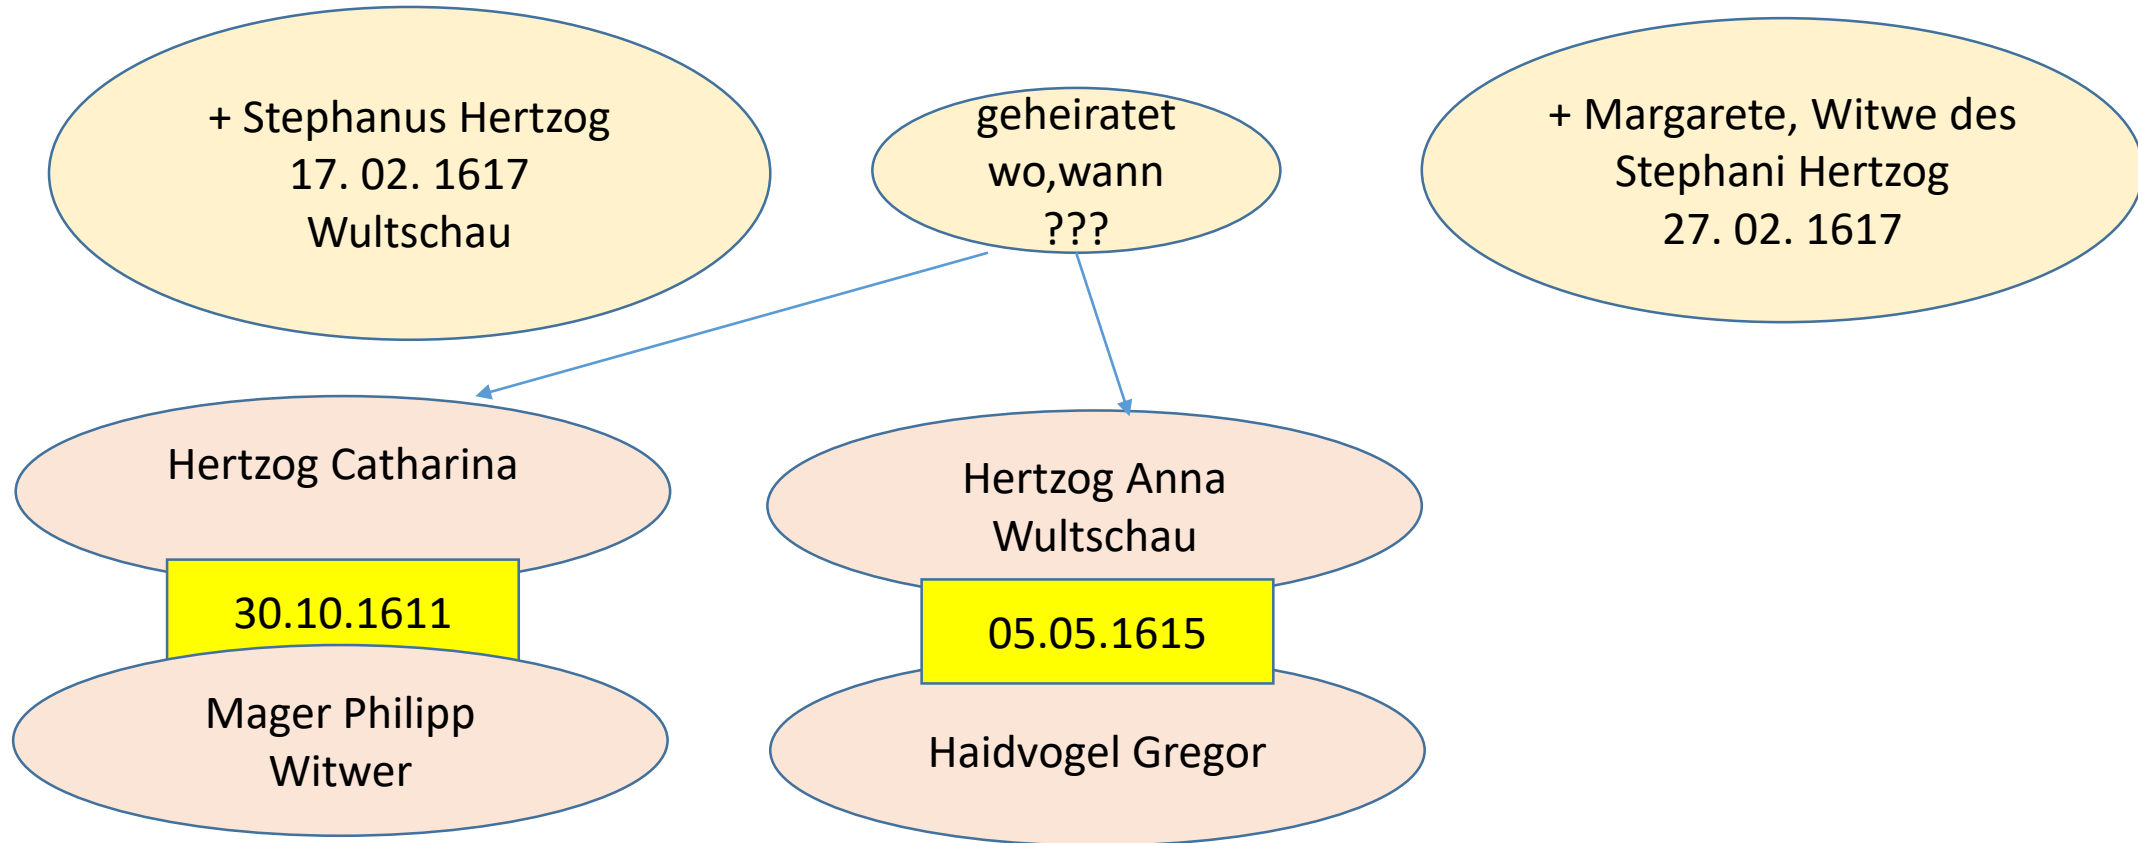 + Stephanus Hertzog
17. 02. 1617
Wultschau
geheiratet
wo,wann
???
+ Margarete, Witwe des
Stephani Hertzog
27. 02. 1617
Hertzog Catharina
30.10.1611
Mager Philipp
Witwer
Hertzog Anna
Wultschau
05.05.1615
Haidvogel Gregor